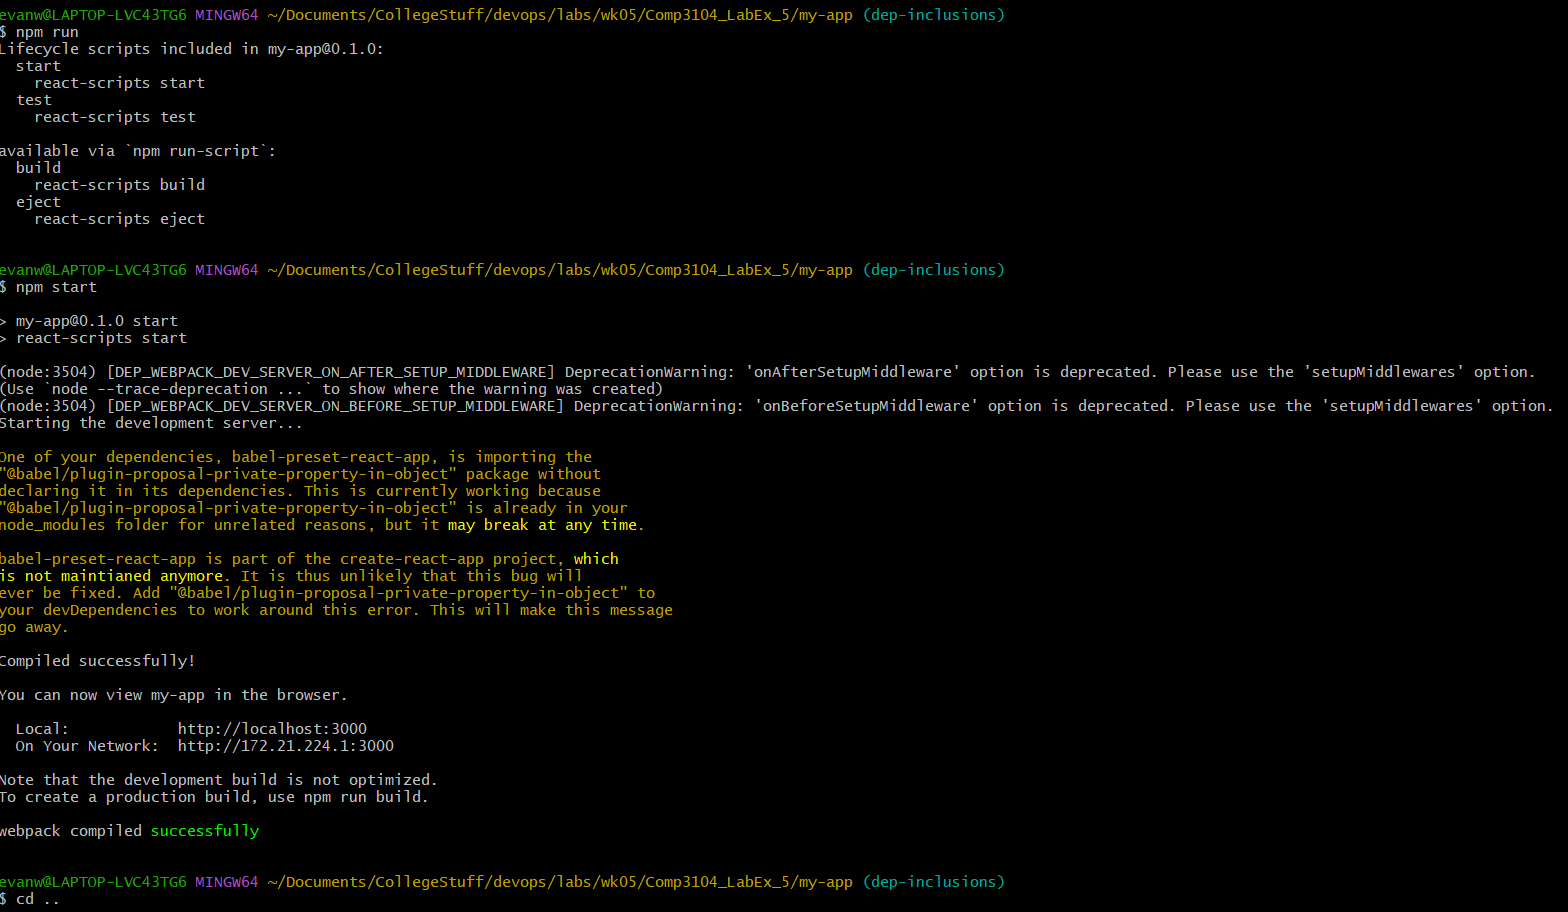 evanw@LAPTOP-LVC43TG6 MINGW64 ~/Documents/CollegeStuff/devops/labs/wk05/Comp3104_LabEx_5/my-app (dep-inclusions)
$ npm run
Lifecycle scripts included in my-app@0.1.0:
  start
    react-scripts start
  test
    react-scripts test

available via `npm run-script`:
  build
    react-scripts build
  eject
    react-scripts eject

evanw@LAPTOP-LVC43TG6 MINGW64 ~/Documents/CollegeStuff/devops/labs/wk05/Comp3104_LabEx_5/my-app (dep-inclusions)
$ npm start

> my-app@0.1.0 start
> react-scripts start

(node:3504) [DEP_WEBPACK_DEV_SERVER_ON_AFTER_SETUP_MIDDLEWARE] DeprecationWarning: 'onAfterSetupMiddleware' option is deprecated. Please use the 'setupMiddlewares' option.
(Use `node --trace-deprecation ...` to show where the warning was created)
(node:3504) [DEP_WEBPACK_DEV_SERVER_ON_BEFORE_SETUP_MIDDLEWARE] DeprecationWarning: 'onBeforeSetupMiddleware' option is deprecated. Please use the 'setupMiddlewares' option.
Starting the development server...

One of your dependencies, babel-preset-react-app, is importing the
"@babel/plugin-proposal-private-property-in-object" package without
declaring it in its dependencies. This is currently working because
"@babel/plugin-proposal-private-property-in-object" is already in your
node_modules folder for unrelated reasons, but it may break at any time.

babel-preset-react-app is part of the create-react-app project, which
is not maintianed anymore. It is thus unlikely that this bug will
ever be fixed. Add "@babel/plugin-proposal-private-property-in-object" to
your devDependencies to work around this error. This will make this message
go away.

Compiled successfully!

You can now view my-app in the browser.

  Local:            http://localhost:3000
  On Your Network:  http://172.21.224.1:3000

Note that the development build is not optimized.
To create a production build, use npm run build.

webpack compiled successfully

evanw@LAPTOP-LVC43TG6 MINGW64 ~/Documents/CollegeStuff/devops/labs/wk05/Comp3104_LabEx_5/my-app (dep-inclusions)
$ cd ..